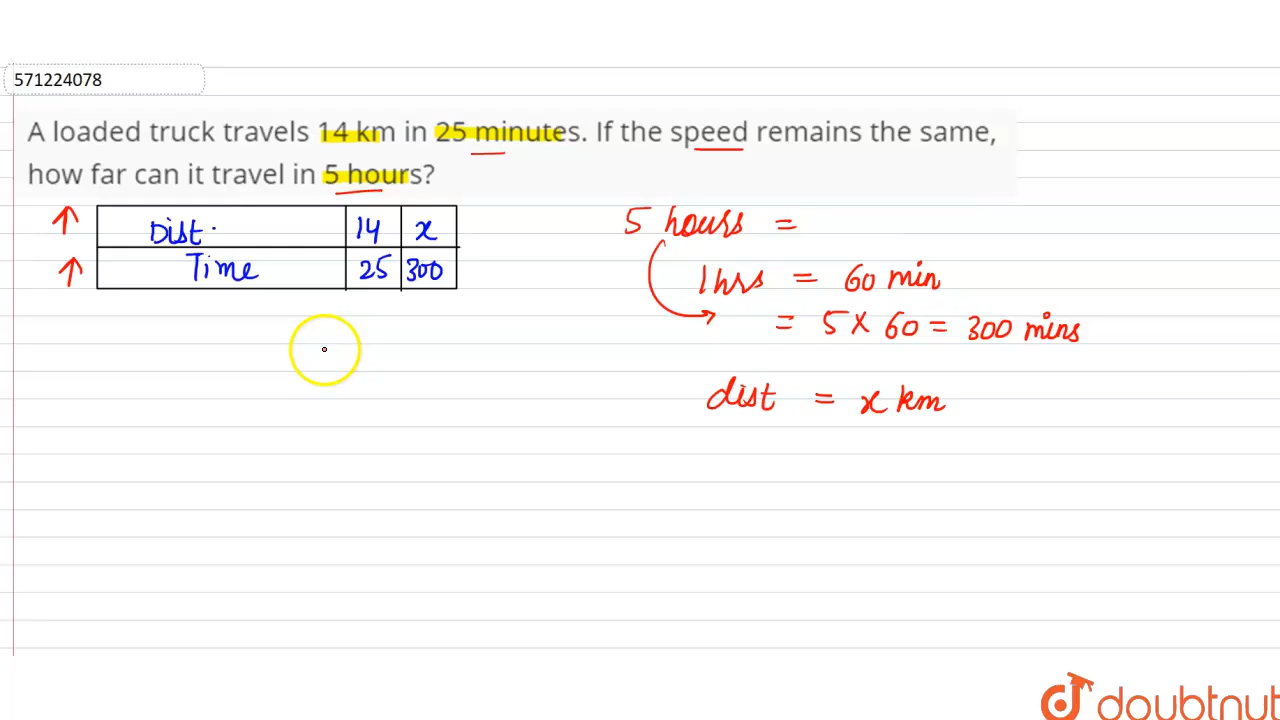 571224078
A loaded truck travels 14 km in 25 minutes. If the speed remains the same,
how far can it travel in 5 hours?
Dist. 14 x
Time 25 300
5 hours =
1 hrs = 60 min
= 5 × 60 = 300 mins
dist = x km
doubtnut